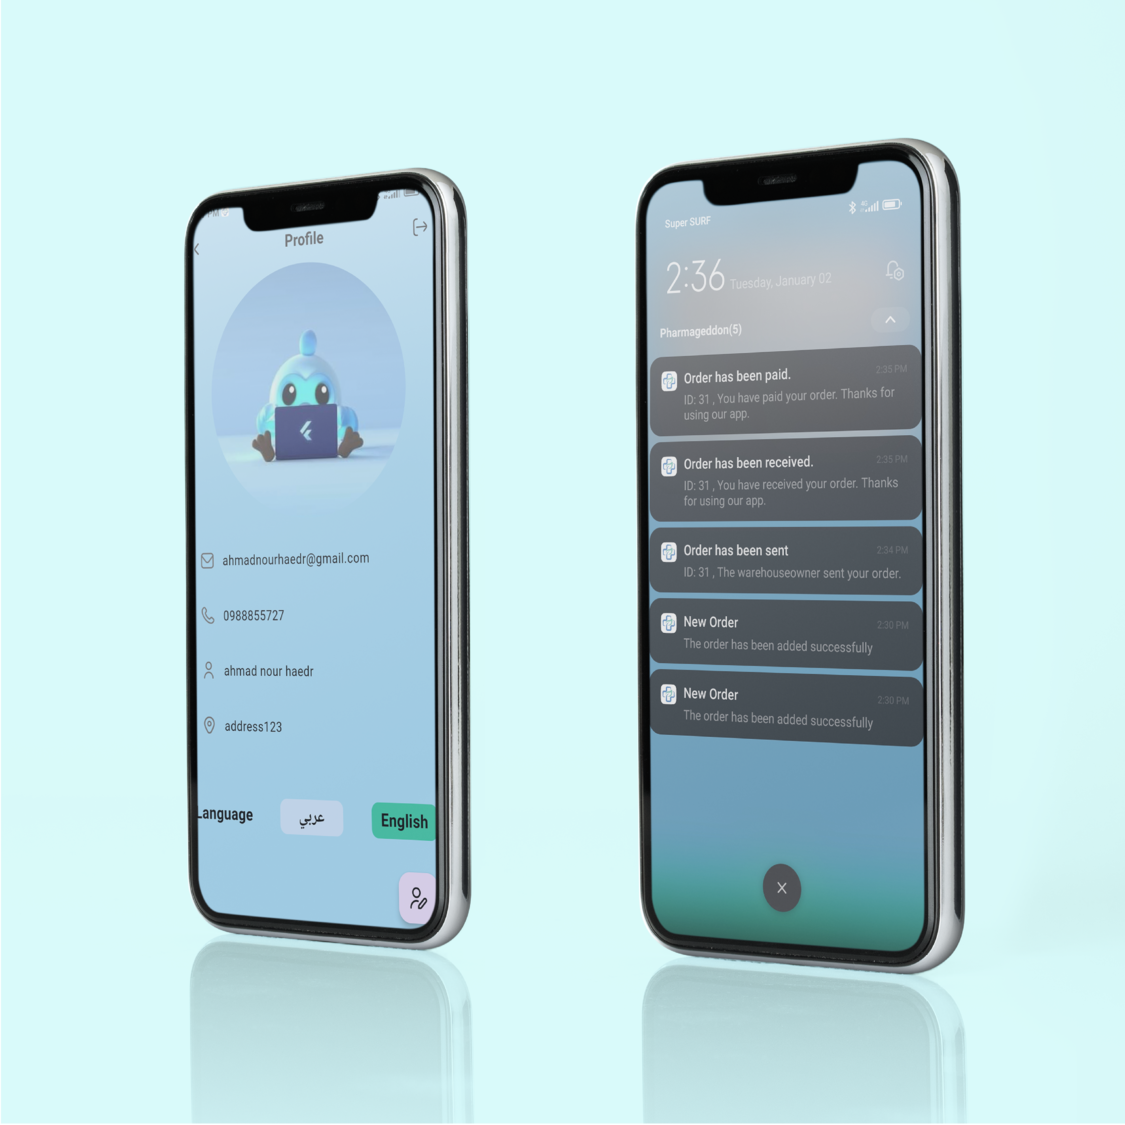 Profile
ahmadnourhaedr@gmail.com
0988855727
ahmad nour haedr
address123
Language
عربي
English
Super SURF
4G
2:36 Tuesday, January 02
Pharmageddon(5)
Order has been paid. 2:35 PM
ID: 31 , You have paid your order. Thanks for
using our app.
Order has been received. 2:35 PM
ID: 31 , You have received your order. Thanks
for using our app.
Order has been sent 2:34 PM
ID: 31 , The warehouseowner sent your order.
New Order 2:30 PM
The order has been added successfully
New Order 2:30 PM
The order has been added successfully